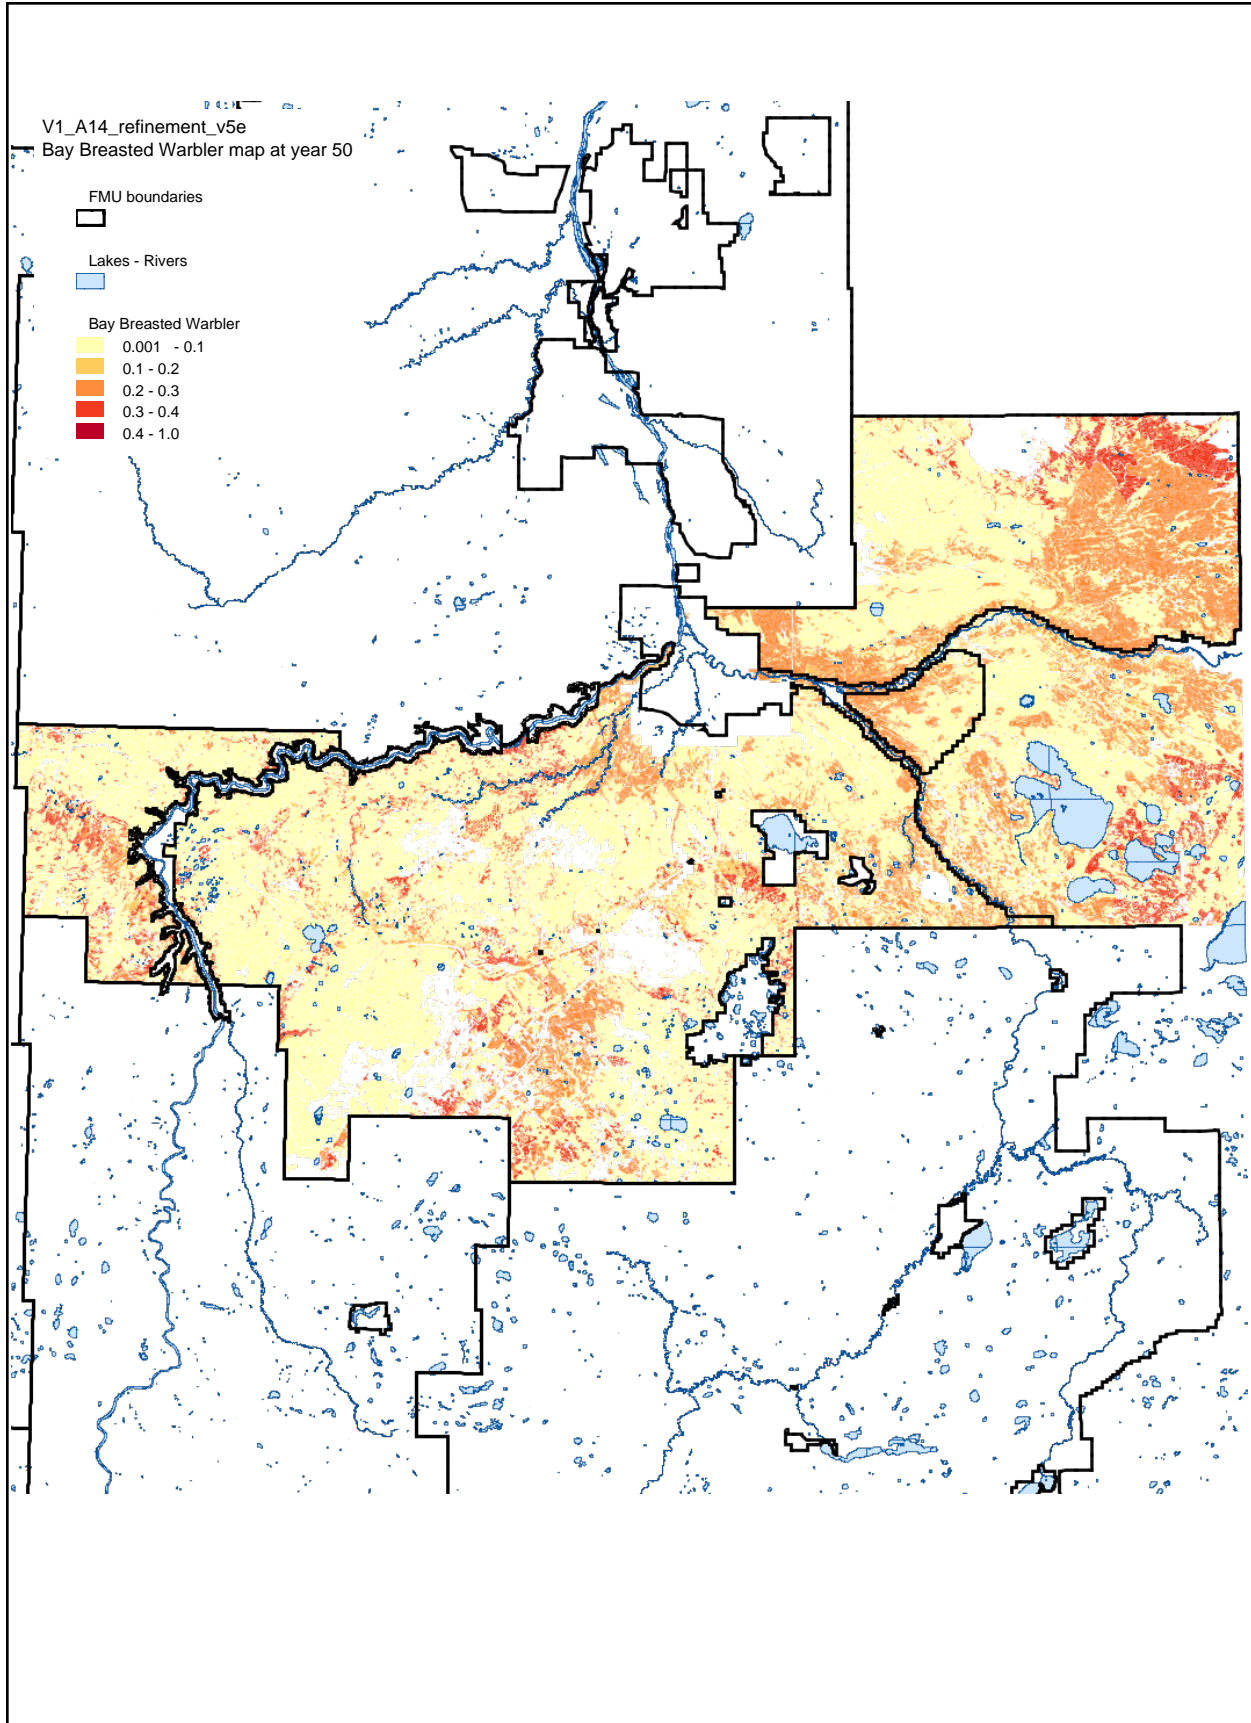 V1_A14_refinement_v5e
Bay Breasted Warbler map at year 50
FMU boundaries
Lakes - Rivers
Bay Breasted Warbler
0.001 - 0.1
0.1 - 0.2
0.2 - 0.3
0.3 - 0.4
0.4 - 1.0